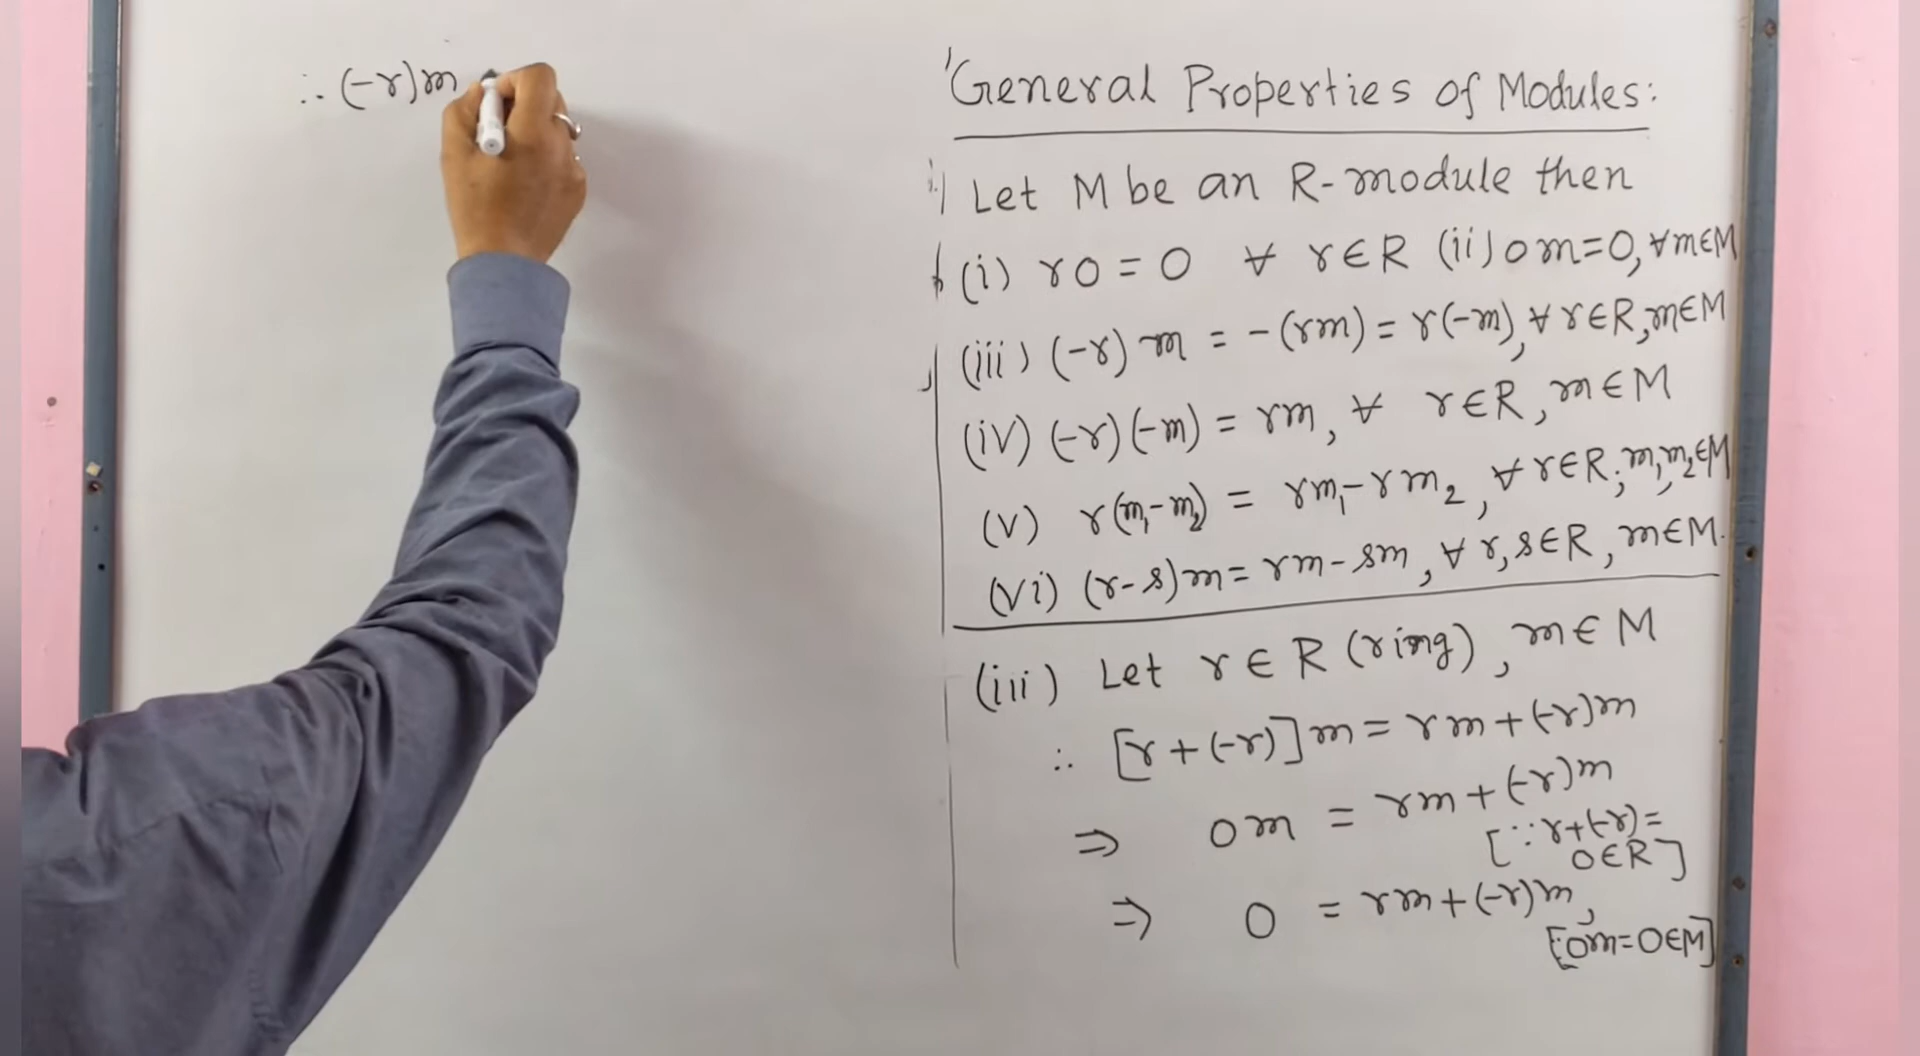 ∴ (-r)m
General Properties of Modules:
Let M be an R-module then
(i) r0 = 0 ∀ r∈R (ii) 0m=0, ∀m∈M
(iii) (-r)m = -(rm) = r(-m), ∀ r∈R, m∈M
(iv) (-r)(-m) = rm, ∀ r∈R, m∈M
(v) r(m₁-m₂) = rm₁-rm₂, ∀ r∈R; m₁,m₂∈M
(vi) (r-s)m = rm-sm, ∀ r,s∈R, m∈M.
(iii) Let r∈R (ring), m∈M
∴ [r+(-r)]m = rm+(-r)m
⇒ 0m = rm+(-r)m
[∵ r+(-r)=
0∈R]
⇒ 0 = rm+(-r)m,
[∵ 0m=0∈M]